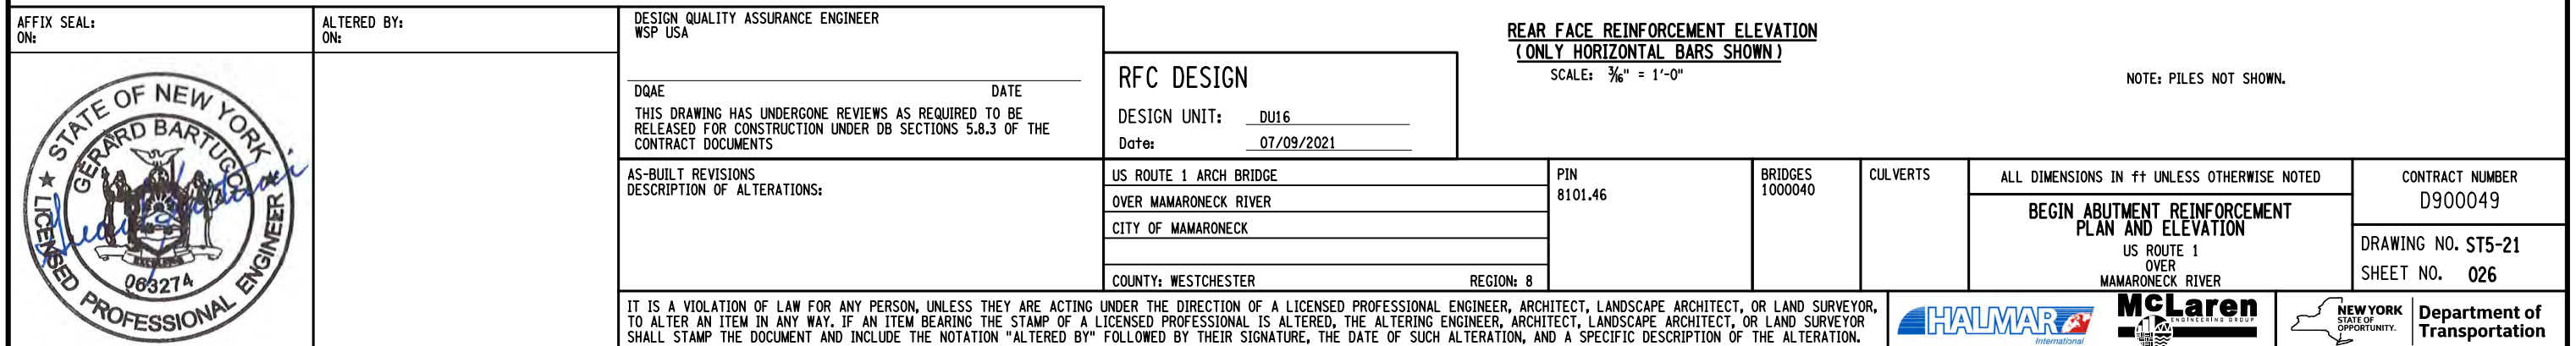 AFFIX SEAL:
ON:
STATE OF NEW YORK
GERARD BARTUCCI
063274
LICENSED PROFESSIONAL ENGINEER
ALTERED BY:
ON:
DESIGN QUALITY ASSURANCE ENGINEER
WSP USA
DQAE DATE
THIS DRAWING HAS UNDERGONE REVIEWS AS REQUIRED TO BE
RELEASED FOR CONSTRUCTION UNDER DB SECTIONS 5.8.3 OF THE
CONTRACT DOCUMENTS
RFC DESIGN
DESIGN UNIT: DU16
Date: 07/09/2021
REAR FACE REINFORCEMENT ELEVATION
(ONLY HORIZONTAL BARS SHOWN)
SCALE: 3/16" = 1'-0"
NOTE: PILES NOT SHOWN.
AS-BUILT REVISIONS
DESCRIPTION OF ALTERATIONS:
US ROUTE 1 ARCH BRIDGE
OVER MAMARONECK RIVER
CITY OF MAMARONECK
COUNTY: WESTCHESTER REGION: 8
PIN
8101.46
BRIDGES
1000040
CULVERTS
ALL DIMENSIONS IN ft UNLESS OTHERWISE NOTED
BEGIN ABUTMENT REINFORCEMENT
PLAN AND ELEVATION
US ROUTE 1
OVER
MAMARONECK RIVER
CONTRACT NUMBER
D900049
DRAWING NO. ST5-21
SHEET NO. 026
IT IS A VIOLATION OF LAW FOR ANY PERSON, UNLESS THEY ARE ACTING UNDER THE DIRECTION OF A LICENSED PROFESSIONAL ENGINEER, ARCHITECT, LANDSCAPE ARCHITECT, OR LAND SURVEYOR,
TO ALTER AN ITEM IN ANY WAY. IF AN ITEM BEARING THE STAMP OF A LICENSED PROFESSIONAL IS ALTERED, THE ALTERING ENGINEER, ARCHITECT, LANDSCAPE ARCHITECT, OR LAND SURVEYOR
SHALL STAMP THE DOCUMENT AND INCLUDE THE NOTATION "ALTERED BY" FOLLOWED BY THEIR SIGNATURE, THE DATE OF SUCH ALTERATION, AND A SPECIFIC DESCRIPTION OF THE ALTERATION.
HALMAR
International
McLaren
ENGINEERING GROUP
NEW YORK
STATE OF
OPPORTUNITY.
Department of
Transportation